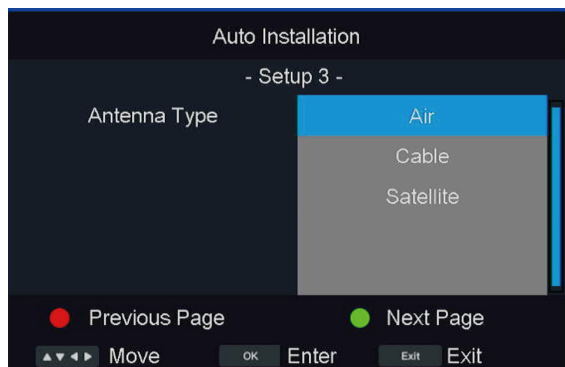 Auto Installation
- Setup 3 -
Antenna Type
Air
Cable
Satellite
Previous Page
Next Page
▲▼◀▶ Move OK Enter Exit Exit